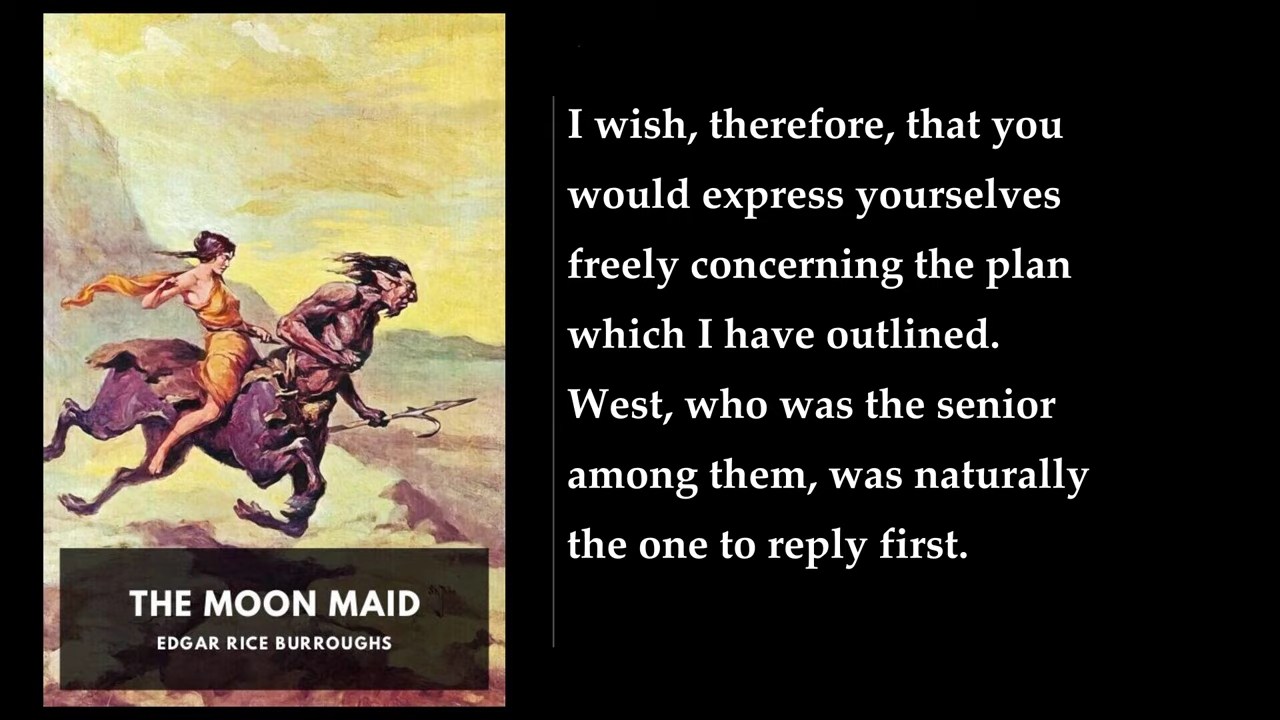 THE MOON MAID
EDGAR RICE BURROUGHS
I wish, therefore, that you
would express yourselves
freely concerning the plan
which I have outlined.
West, who was the senior
among them, was naturally
the one to reply first.